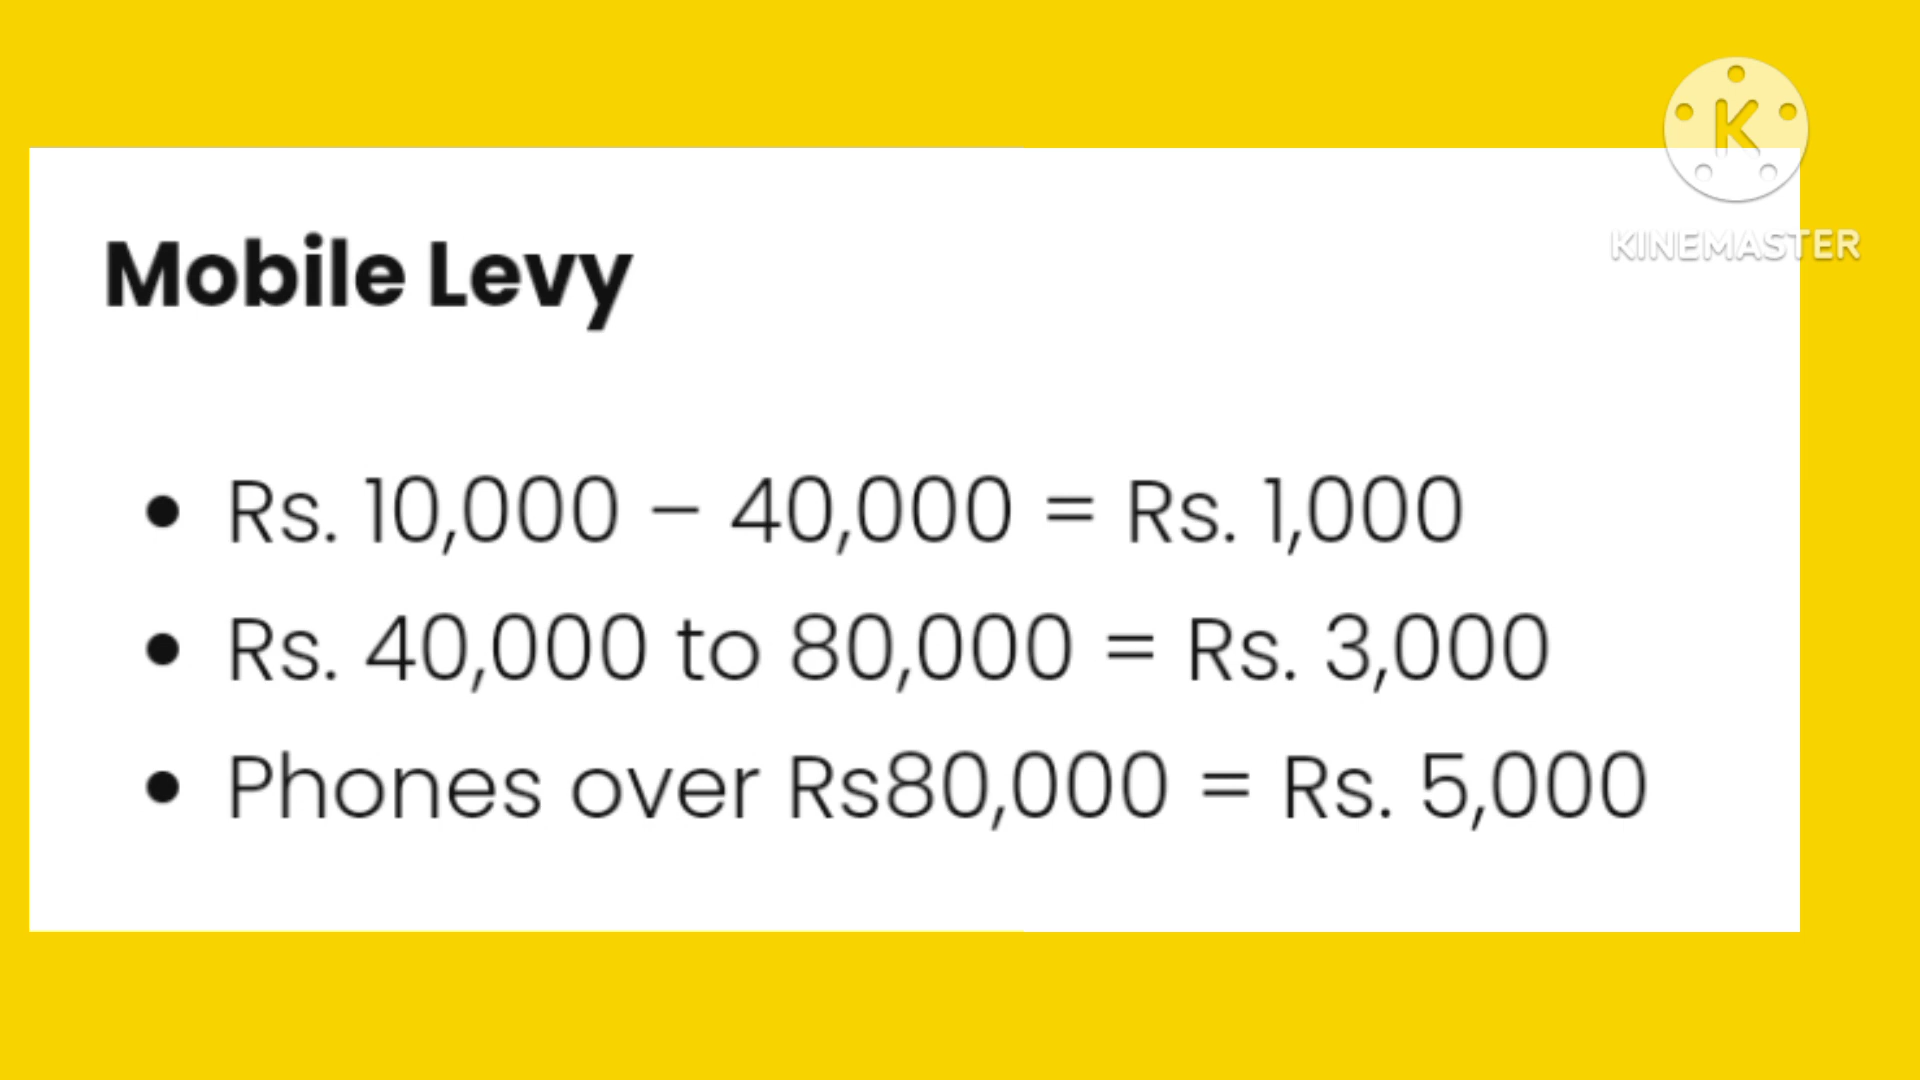 K
KINEMASTER
Mobile Levy
• Rs. 10,000 – 40,000 = Rs. 1,000
• Rs. 40,000 to 80,000 = Rs. 3,000
• Phones over Rs80,000 = Rs. 5,000